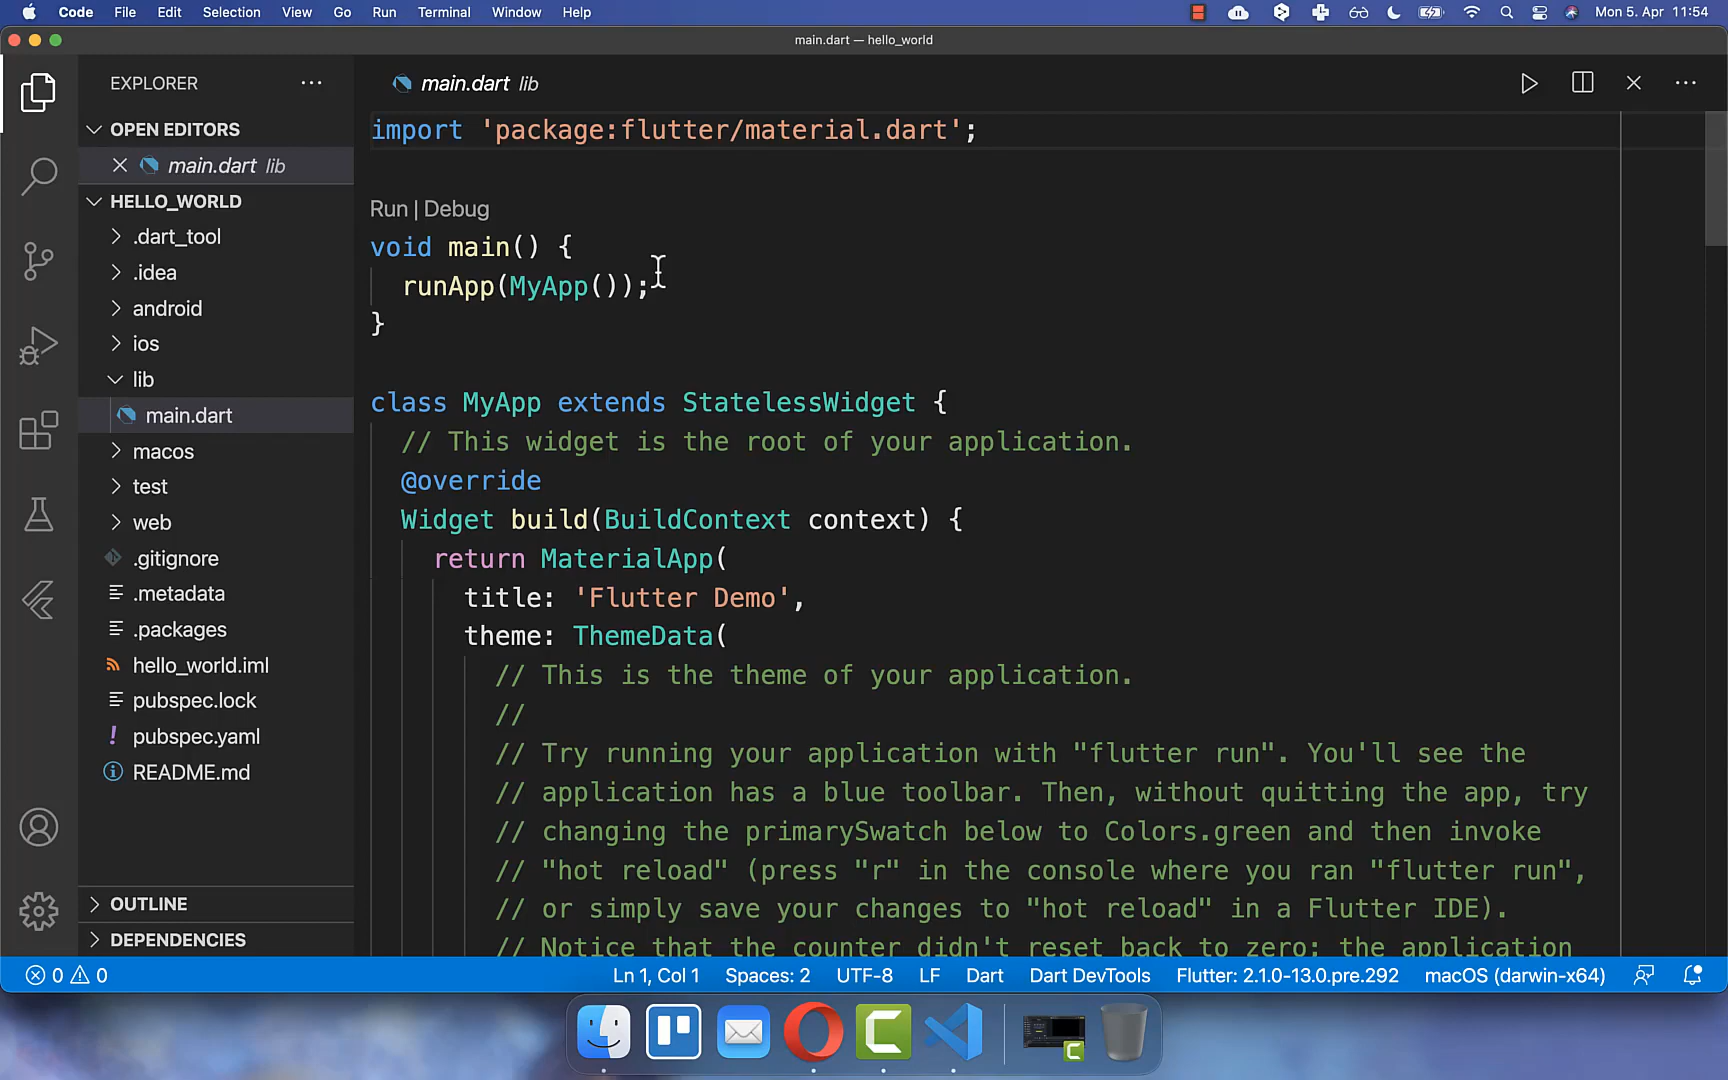 Code File Edit Selection View Go Run Terminal Window Help Mon 5. Apr 11:54
main.dart — hello_world
EXPLORER
OPEN EDITORS
main.dart lib
HELLO_WORLD
.dart_tool
.idea
android
ios
lib
main.dart
macos
test
web
.gitignore
.metadata
.packages
hello_world.iml
pubspec.lock
pubspec.yaml
README.md
OUTLINE
DEPENDENCIES
main.dart lib
import 'package:flutter/material.dart';
Run | Debug
void main() {
runApp(MyApp());
}
class MyApp extends StatelessWidget {
// This widget is the root of your application.
@override
Widget build(BuildContext context) {
return MaterialApp(
title: 'Flutter Demo',
theme: ThemeData(
// This is the theme of your application.
//
// Try running your application with "flutter run". You'll see the
// application has a blue toolbar. Then, without quitting the app, try
// changing the primarySwatch below to Colors.green and then invoke
// "hot reload" (press "r" in the console where you ran "flutter run",
// or simply save your changes to "hot reload" in a Flutter IDE).
// Notice that the counter didn't reset back to zero; the application
0 0 Ln 1, Col 1 Spaces: 2 UTF-8 LF Dart Dart DevTools Flutter: 2.1.0-13.0.pre.292 macOS (darwin-x64)